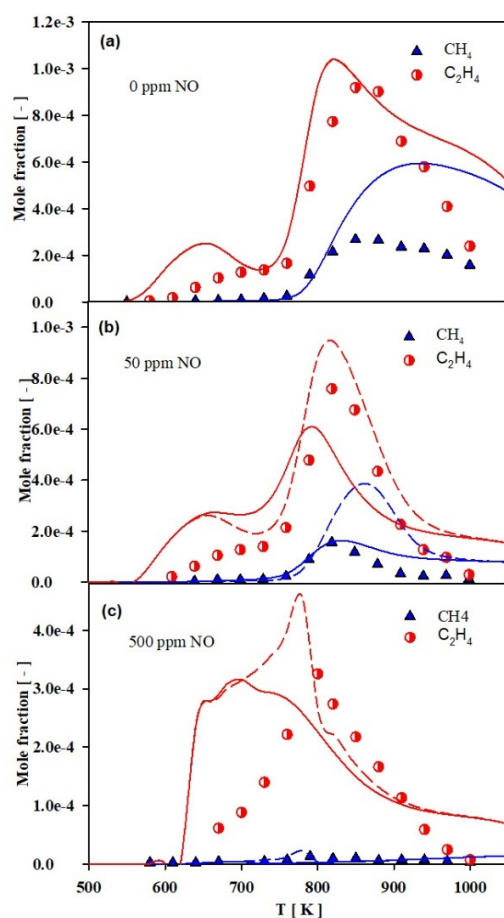 1.2e-3
(a)
CH₄
C₂H₄
1.0e-3
0 ppm NO
8.0e-4
6.0e-4
4.0e-4
2.0e-4
0.0
Mole fraction [ - ]
1.0e-3
(b)
CH₄
C₂H₄
50 ppm NO
8.0e-4
6.0e-4
4.0e-4
2.0e-4
0.0
Mole fraction [ - ]
(c)
CH4
C₂H₄
500 ppm NO
4.0e-4
3.0e-4
2.0e-4
1.0e-4
0.0
Mole fraction [ - ]
500 600 700 800 900 1000
T [ K ]